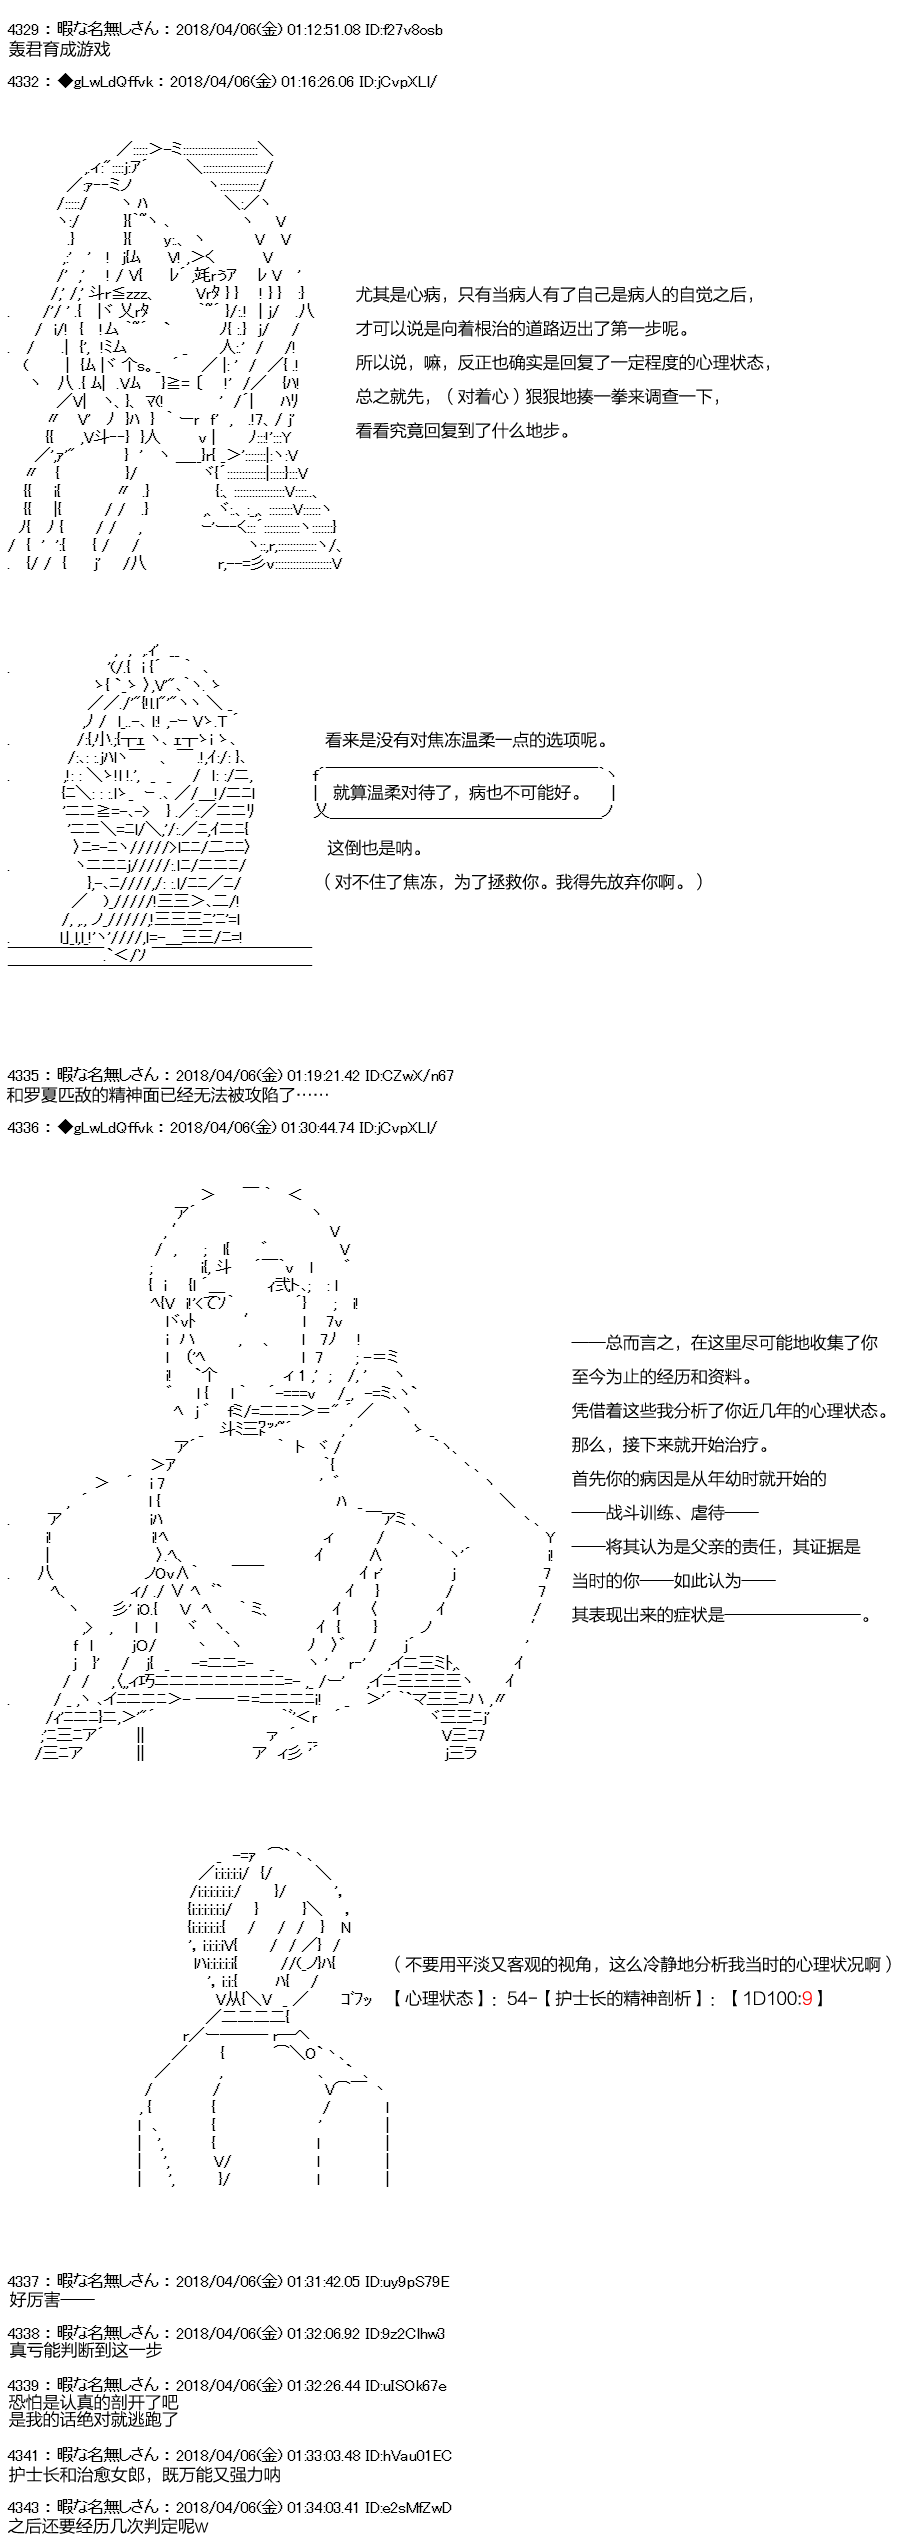 4329 : 暇な名無しさん : 2018/04/06(金) 01:12:51.08 ID:f27v8osb
轰君育成游戏
4332 : ◆gLwLdQffvk : 2018/04/06(金) 01:16:26.06 ID:jCvpXLI/
尤其是心病，只有当病人有了自己是病人的自觉之后，
才可以说是向着根治的道路迈出了第一步呢。
所以说，嘛，反正也确实是回复了一定程度的心理状态，
总之就先，（对着心）狠狠地揍一拳来调查一下，
看看究竟回复到了什么地步。
看来是没有对焦冻温柔一点的选项呢。
就算温柔对待了，病也不可能好。
这倒也是呐。
（对不住了焦冻，为了拯救你。我得先放弃你啊。）
4335 : 暇な名無しさん : 2018/04/06(金) 01:19:21.42 ID:CZwX/n67
和罗夏匹敌的精神面已经无法被攻陷了……
4336 : ◆gLwLdQffvk : 2018/04/06(金) 01:30:44.74 ID:jCvpXLI/
——总而言之，在这里尽可能地收集了你
至今为止的经历和资料。
凭借着这些我分析了你近几年的心理状态。
那么，接下来就开始治疗。
首先你的病因是从年幼时就开始的
——战斗训练、虐待——
——将其认为是父亲的责任，其证据是
当时的你——如此认为——
其表现出来的症状是————————。
（不要用平淡又客观的视角，这么冷静地分析我当时的心理状况啊）
ｺﾞﾌｯ 【心理状态】：54-【护士长的精神剖析】：【1D100:9】
4337 : 暇な名無しさん : 2018/04/06(金) 01:31:42.05 ID:uy9pS79E
好厉害——
4338 : 暇な名無しさん : 2018/04/06(金) 01:32:06.92 ID:9z2Clhw3
真亏能判断到这一步
4339 : 暇な名無しさん : 2018/04/06(金) 01:32:26.44 ID:uISOk67e
恐怕是认真的剖开了吧
是我的话绝对就逃跑了
4341 : 暇な名無しさん : 2018/04/06(金) 01:33:03.48 ID:hVau01EC
护士长和治愈女郎，既万能又强力呐
4343 : 暇な名無しさん : 2018/04/06(金) 01:34:03.41 ID:e2sMfZwD
之后还要经历几次判定呢w